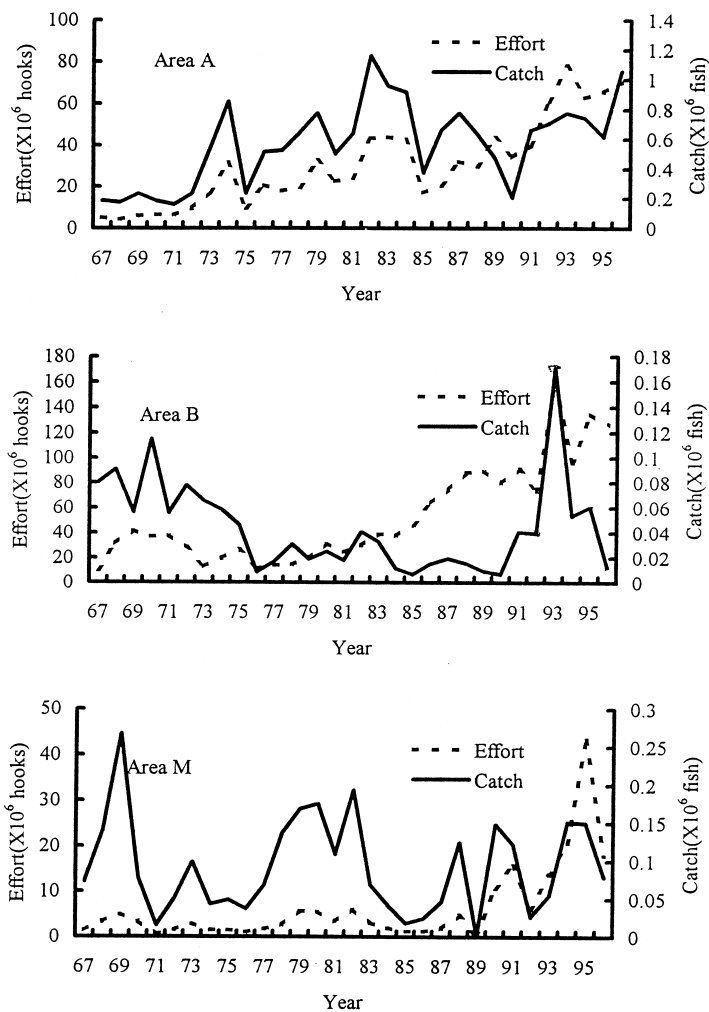 100
80
60
40
20
0
Effort(X10⁶ hooks)
Area A
Effort
Catch
1.4
1.2
1
0.8
0.6
0.4
0.2
0
Catch(X10⁶ fish)
67 69 71 73 75 77 79 81 83 85 87 89 91 93 95
Year
180
160
140
120
100
80
60
40
20
0
Effort(X10⁶ hooks)
Area B
Effort
Catch
0.18
0.16
0.14
0.12
0.1
0.08
0.06
0.04
0.02
0
Catch(X10⁶ fish)
67 69 71 73 75 77 79 81 83 85 87 89 91 93 95
Year
50
40
30
20
10
0
Effort(X10⁶ hooks)
Area M
Effort
Catch
0.3
0.25
0.2
0.15
0.1
0.05
0
Catch(X10⁶ fish)
67 69 71 73 75 77 79 81 83 85 87 89 91 93 95
Year